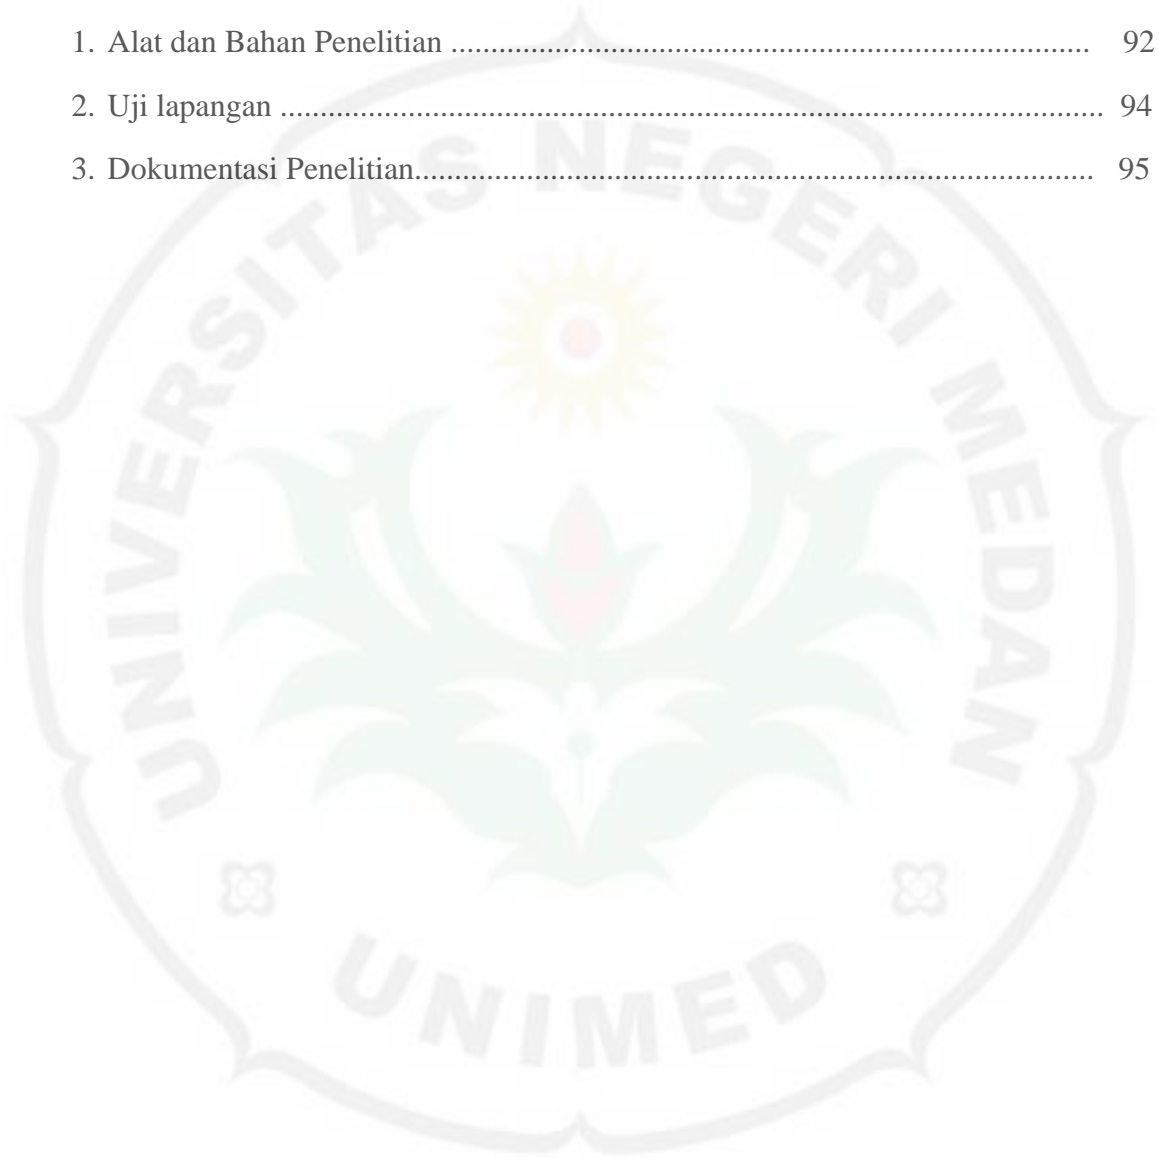 1. Alat dan Bahan Penelitian ................................................................................ 92
2. Uji lapangan ....................................................................................................... 94
3. Dokumentasi Penelitian..................................................................................... 95
UNIVERSITAS NEGERI MEDAN
UNIMED